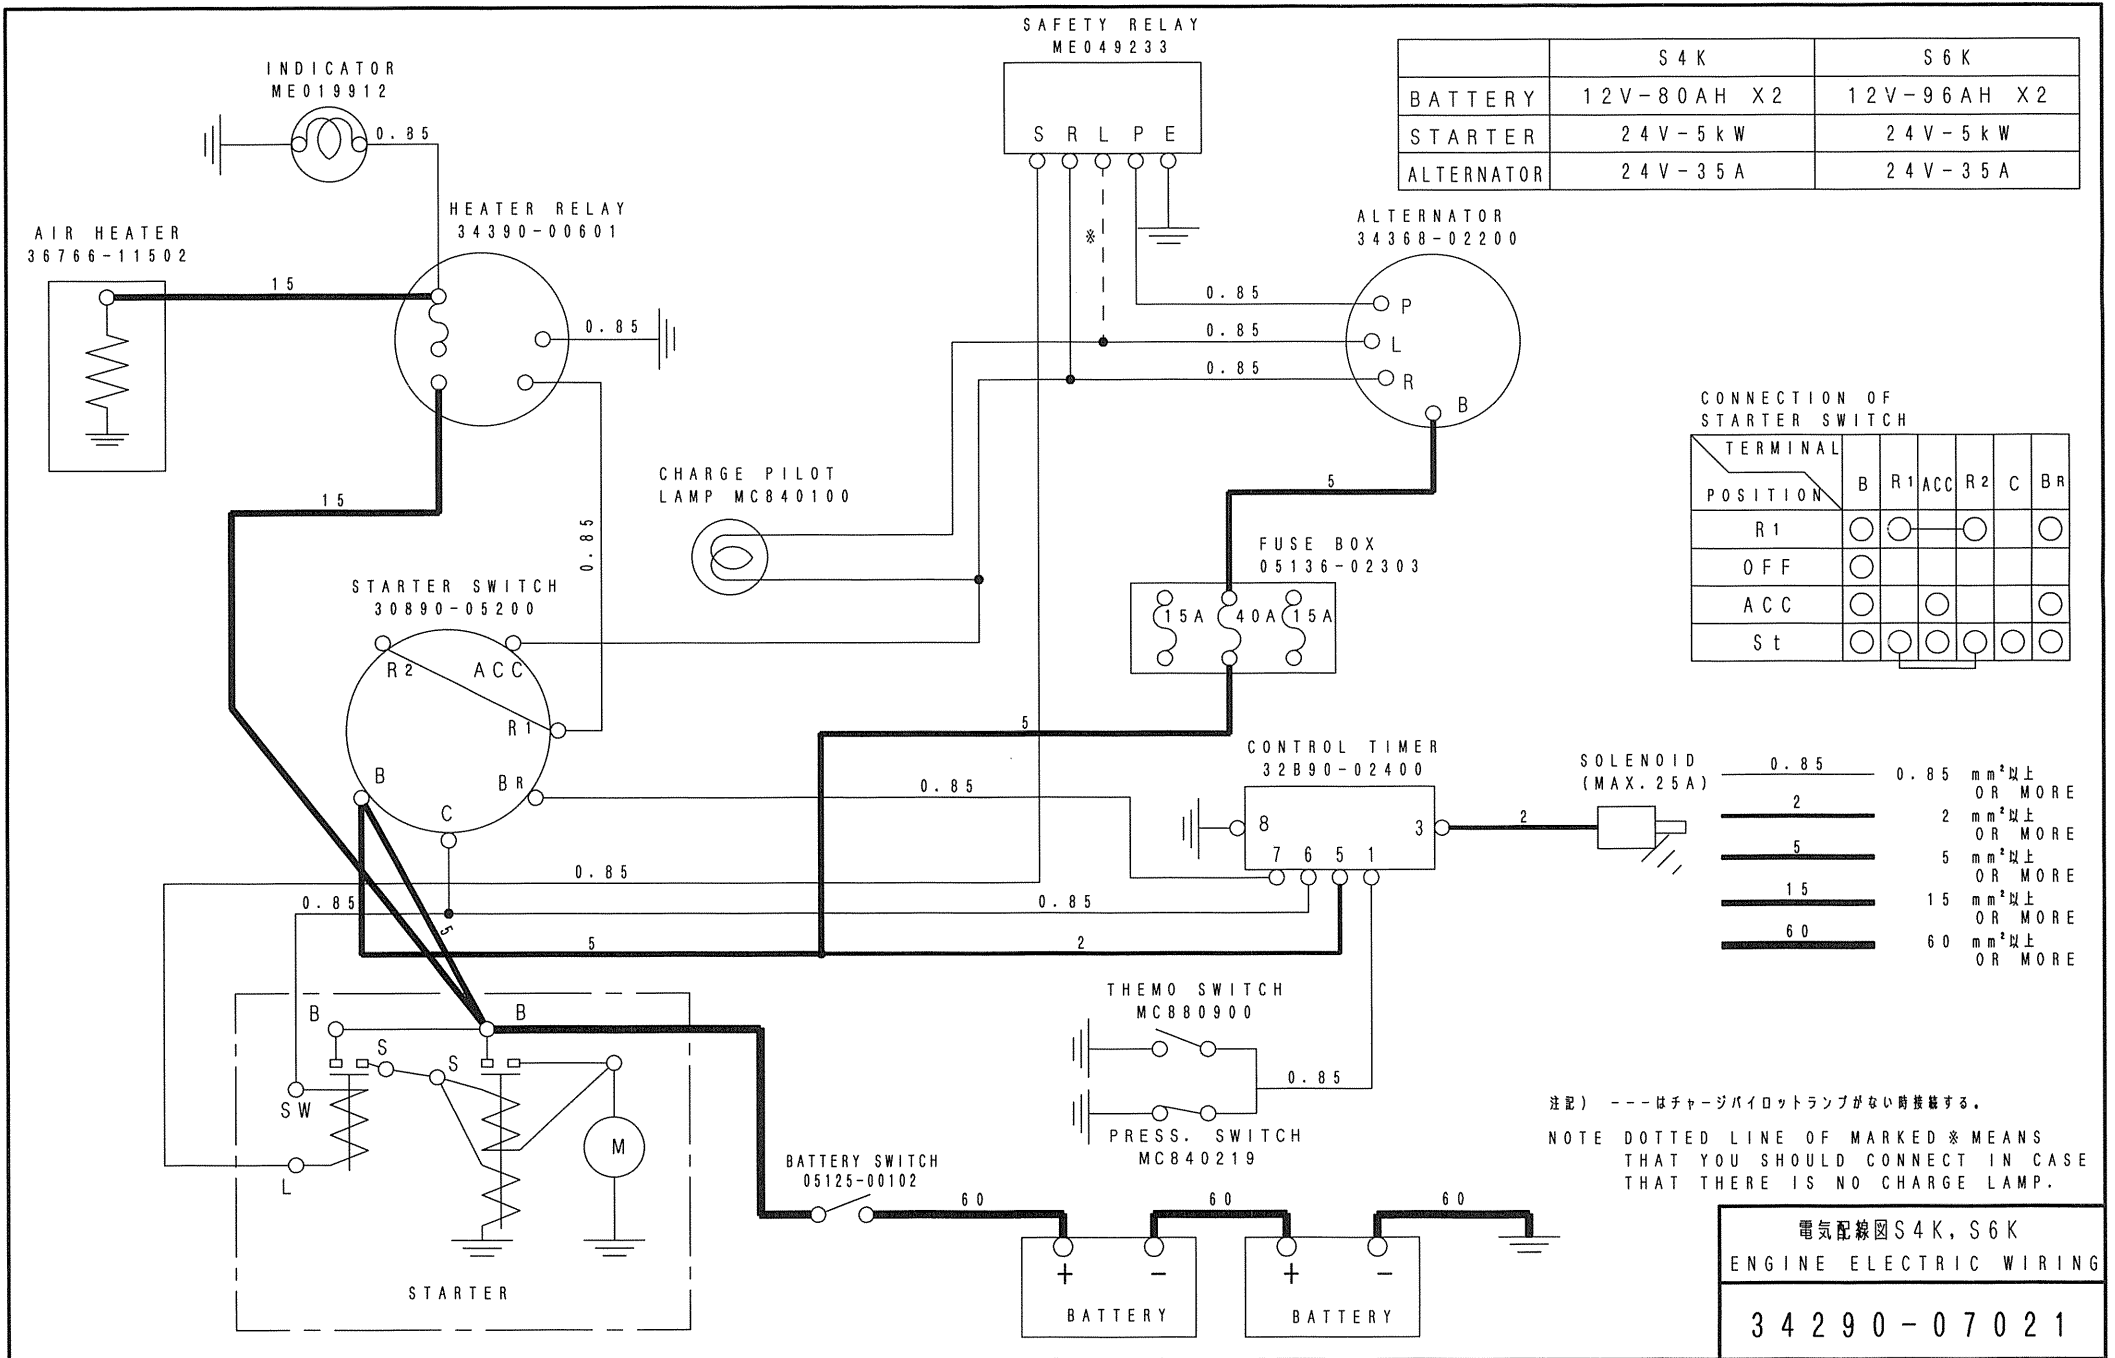 SAFETY RELAY
ME049233
S R L P E
※
INDICATOR
ME019912
0.85
HEATER RELAY
34390-00601
AIR HEATER
36766-11502
15
0.85
15
0.85
S4K S6K
BATTERY 12V-80AH X2 12V-96AH X2
STARTER 24V-5kW 24V-5kW
ALTERNATOR 24V-35A 24V-35A
ALTERNATOR
34368-02200
0.85 P
0.85 L
0.85 R
B
5
CHARGE PILOT
LAMP MC840100
FUSE BOX
05136-02303
15A 40A 15A
5
CONNECTION OF
STARTER SWITCH
TERMINAL
POSITION B R1 ACC R2 C BR
R1
OFF
ACC
St
STARTER SWITCH
30890-05200
R2 ACC
R1
B BR
C
0.85
0.85
0.85
0.85
5
5
2
CONTROL TIMER
32B90-02400
8 3
7 6 5 1
2
SOLENOID
(MAX.25A)
0.85 0.85 mm²以上
OR MORE
2 2 mm²以上
OR MORE
5 5 mm²以上
OR MORE
15 15 mm²以上
OR MORE
60 60 mm²以上
OR MORE
THEMO SWITCH
MC880900
0.85
PRESS. SWITCH
MC840219
B B
S S
SW
M
L
STARTER
BATTERY SWITCH
05125-00102
60 60 60
+ - + -
BATTERY BATTERY
注記) ---はチャージパイロットランプがない時接続する。
NOTE DOTTED LINE OF MARKED ※ MEANS
THAT YOU SHOULD CONNECT IN CASE
THAT THERE IS NO CHARGE LAMP.
電気配線図S4K,S6K
ENGINE ELECTRIC WIRING
34290-07021